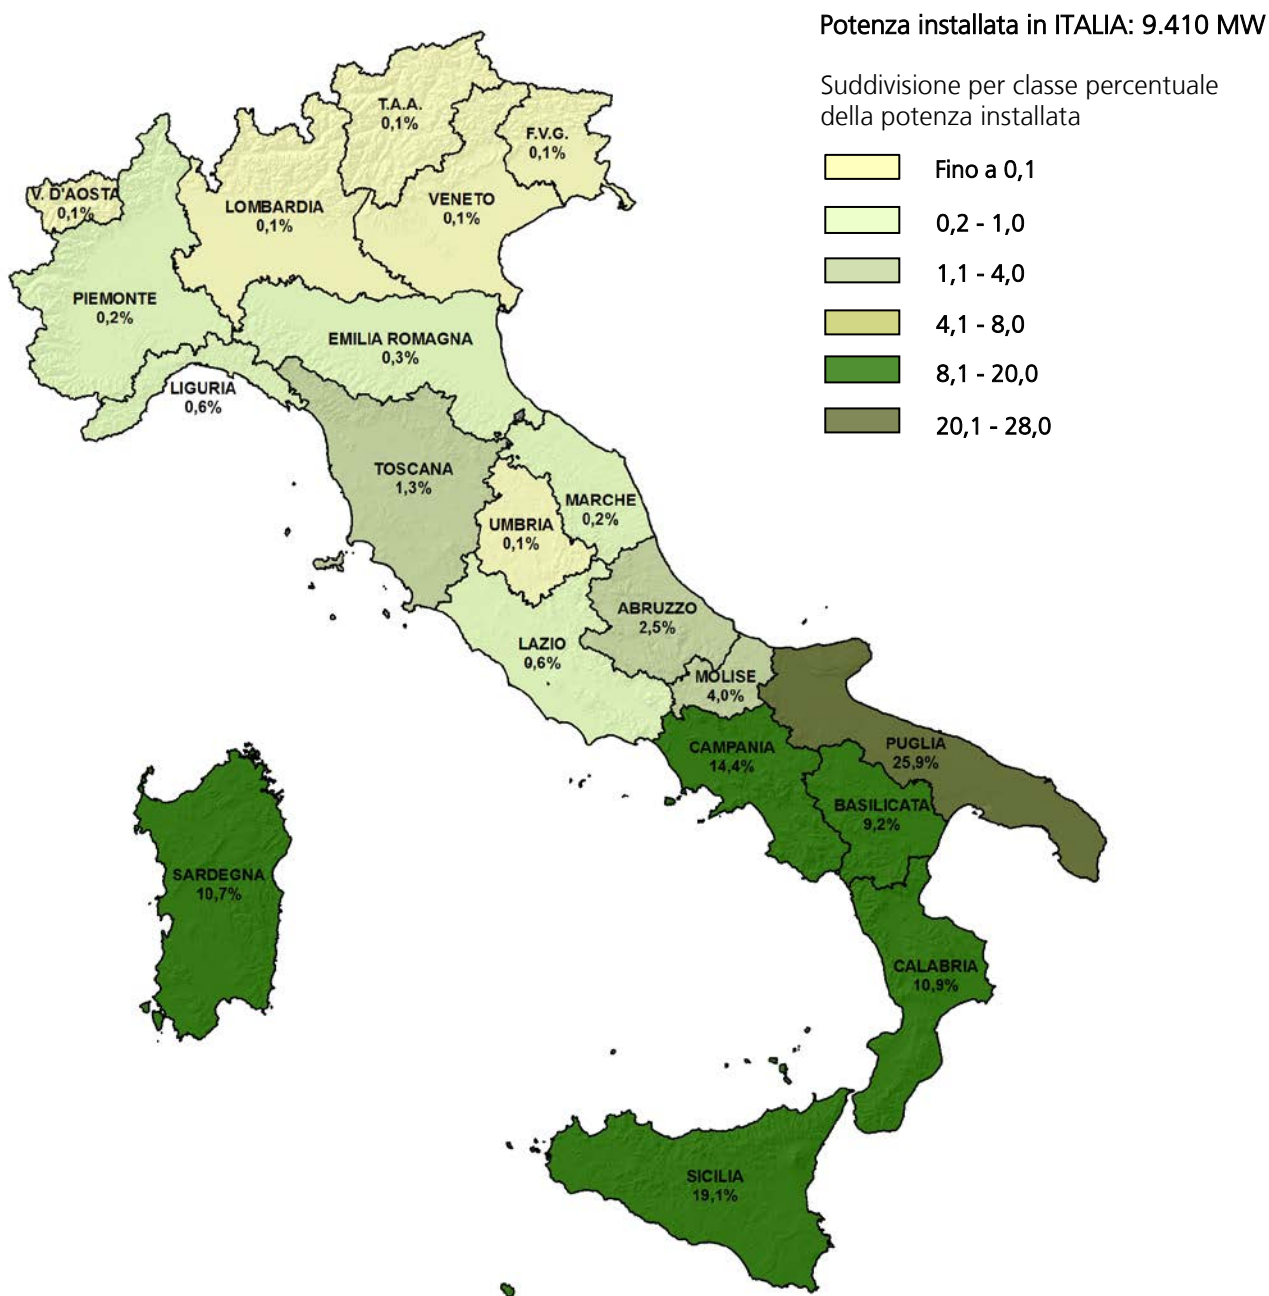 Potenza installata in ITALIA: 9.410 MW
Suddivisione per classe percentuale
della potenza installata
Fino a 0,1
0,2 - 1,0
1,1 - 4,0
4,1 - 8,0
8,1 - 20,0
20,1 - 28,0
T.A.A.
0,1%
F.V.G.
0,1%
V. D'AOSTA
0,1%
LOMBARDIA
0,1%
VENETO
0,1%
PIEMONTE
0,2%
EMILIA ROMAGNA
0,3%
LIGURIA
0,6%
TOSCANA
1,3%
MARCHE
0,2%
UMBRIA
0,1%
ABRUZZO
2,5%
LAZIO
0,6%
MOLISE
4,0%
CAMPANIA
14,4%
PUGLIA
25,9%
BASILICATA
9,2%
SARDEGNA
10,7%
CALABRIA
10,9%
SICILIA
19,1%